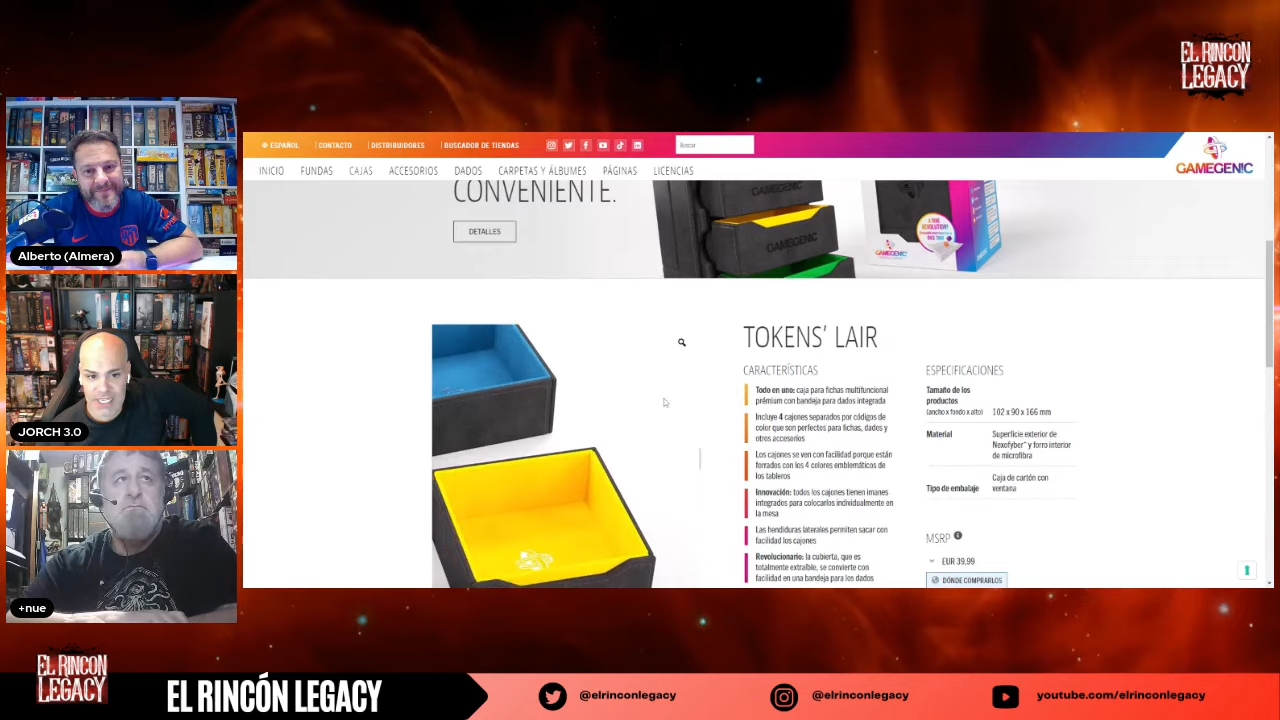 EL RINCON
LEGACY
Alberto (Almera)
JORCH 3.0
+nue
ESPAÑOL
CONTACTO
DISTRIBUIDORES
BUSCADOR DE TIENDAS
Buscar
GAMEGENIC
INICIO
FUNDAS
CAJAS
ACCESORIOS
DADOS
CARPETAS Y ÁLBUMES
PÁGINAS
LICENCIAS
CONVENIENTE.
DETALLES
GAMEGENIC
GAMEGENIC
TOKENS' LAIR
CARACTERÍSTICAS
Todo en uno: caja para fichas multifuncional
prémium con bandeja para dados integrada
Incluye 4 cajones separados por códigos de
color que son perfectos para fichas, dados y
otros accesorios
Los cajones se ven con facilidad porque están
forrados con los 4 colores emblemáticos de
los tableros
Innovación: todos los cajones tienen imanes
integrados para colocarlos individualmente en
la mesa
Las hendiduras laterales permiten sacar con
facilidad los cajones
Revolucionario: la cubierta, que es
totalmente extraíble, se convierte con
facilidad en una bandeja para los dados
ESPECIFICACIONES
Tamaño de los
productos
(ancho x fondo x alto)
102 x 90 x 166 mm
Material
Superficie exterior de
Nexofyber™ y forro interior
de microfibra
Tipo de embalaje
Caja de cartón con
ventana
MSRP
EUR 39,99
DÓNDE COMPRARLOS
EL RINCON
LEGACY
EL RINCÓN LEGACY
@elrinconlegacy
@elrinconlegacy
youtube.com/elrinconlegacy